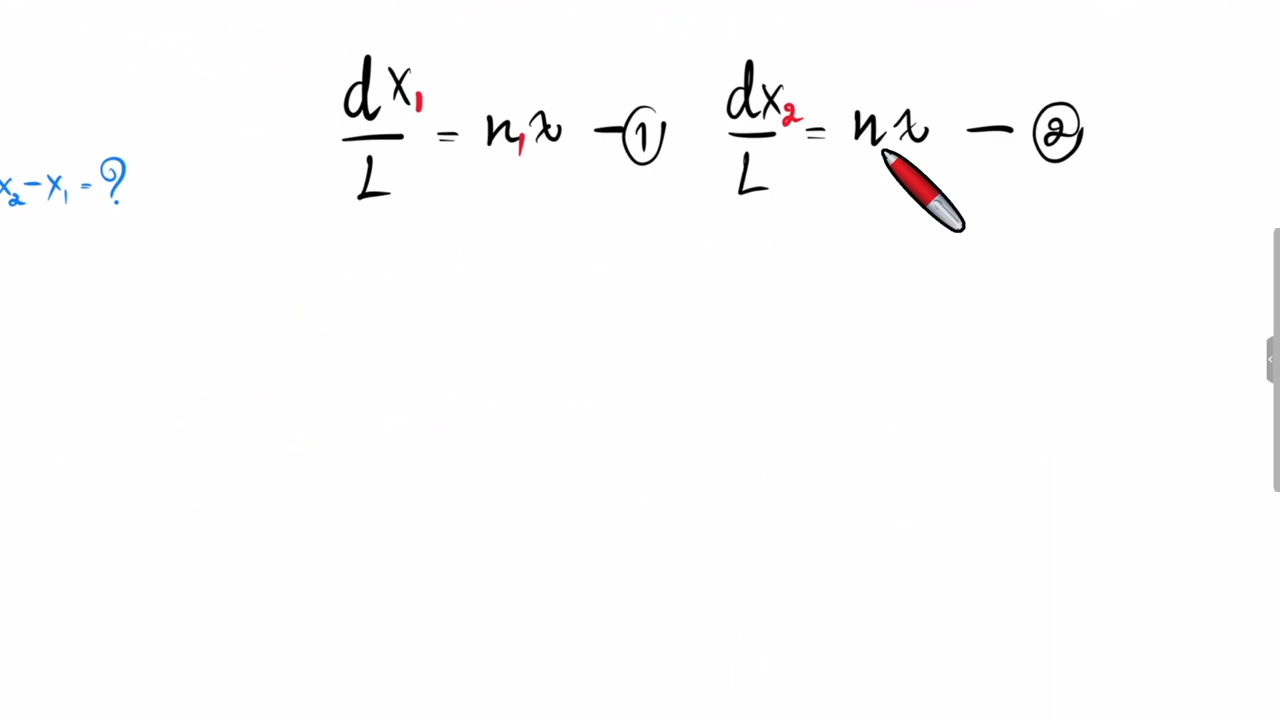 dx₁/L = n₁x – ① dx₂/L = nx – ②
x₂ – x₁ = ?